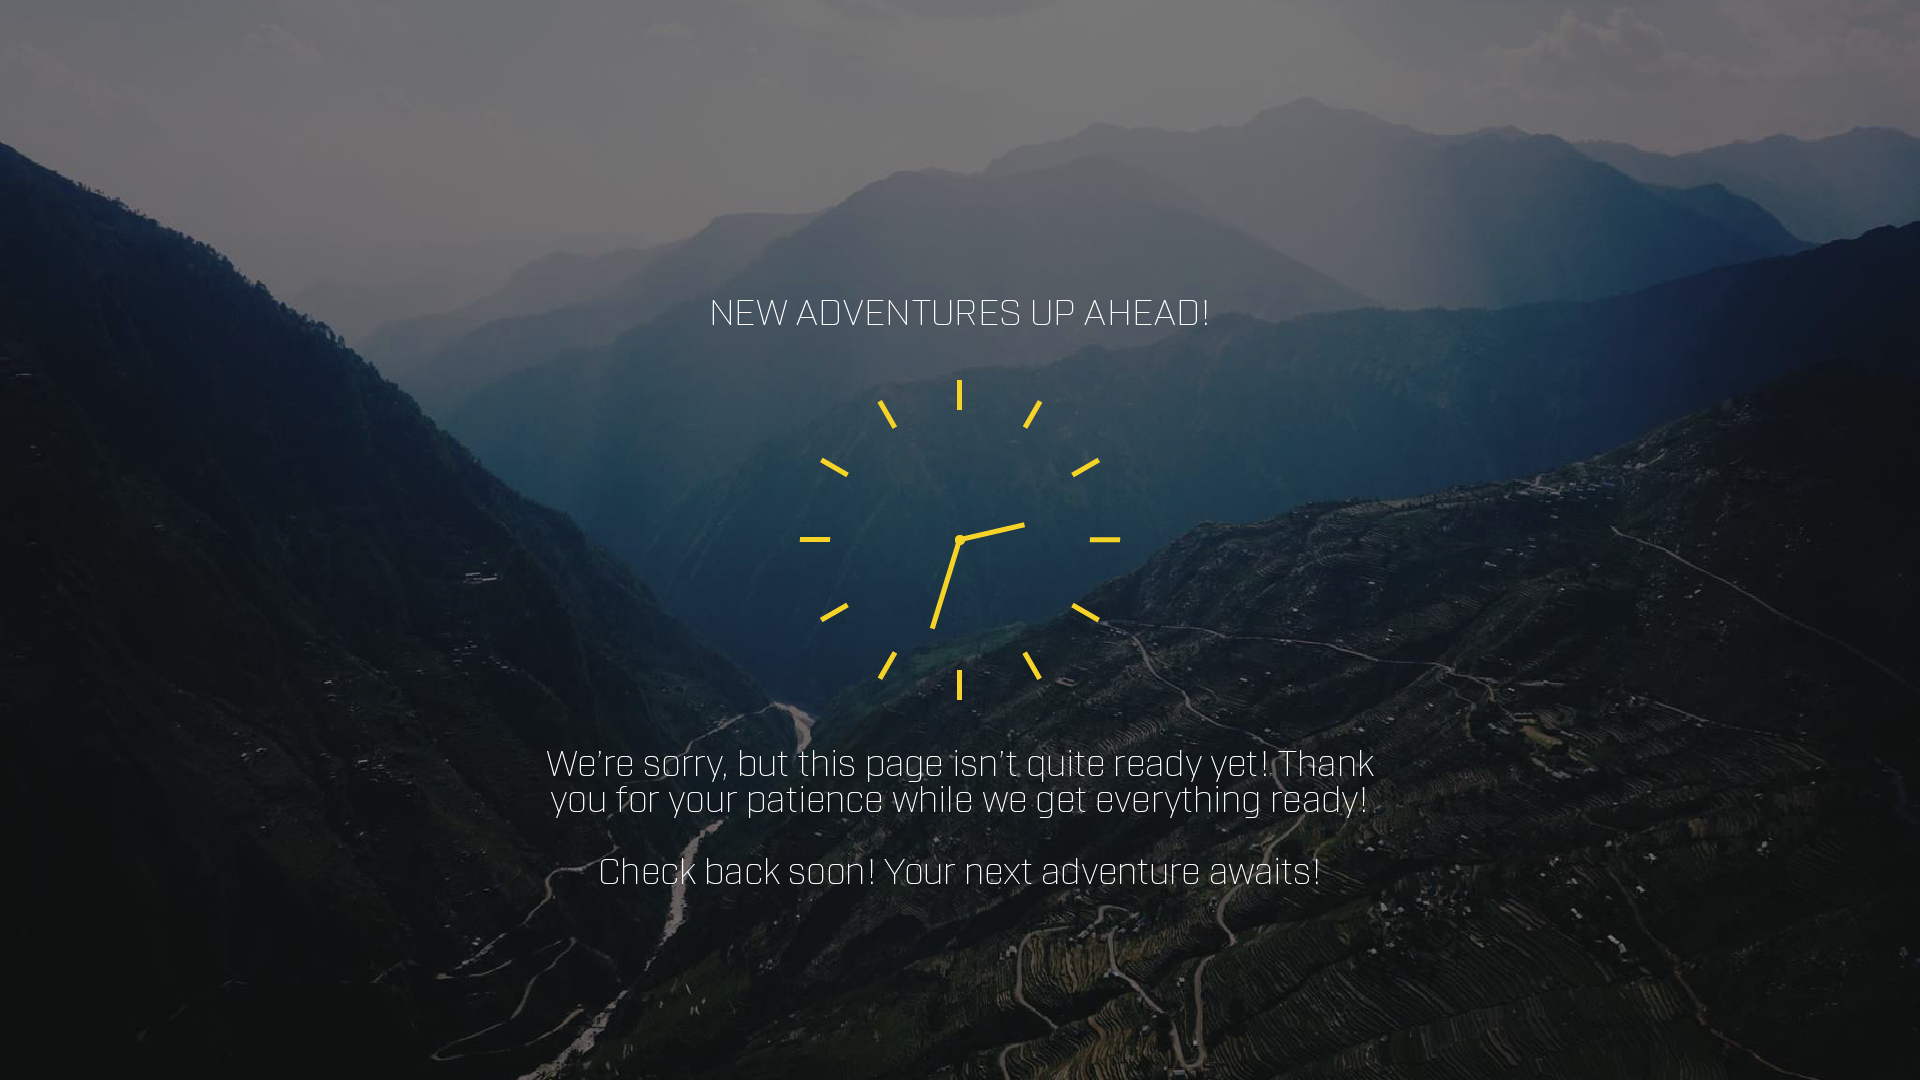 NEW ADVENTURES UP AHEAD!
We're sorry, but this page isn't quite ready yet! Thank
you for your patience while we get everything ready!
Check back soon! Your next adventure awaits!